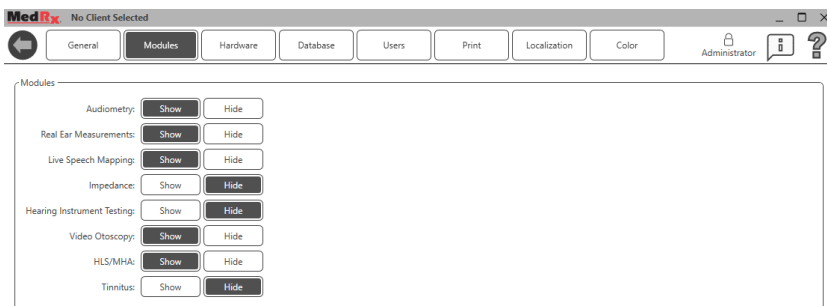 MedRx No Client Selected
General Modules Hardware Database Users Print Localization Color Administrator
Modules
Audiometry: Show Hide
Real Ear Measurements: Show Hide
Live Speech Mapping: Show Hide
Impedance: Show Hide
Hearing Instrument Testing: Show Hide
Video Otoscopy: Show Hide
HLS/MHA: Show Hide
Tinnitus: Show Hide